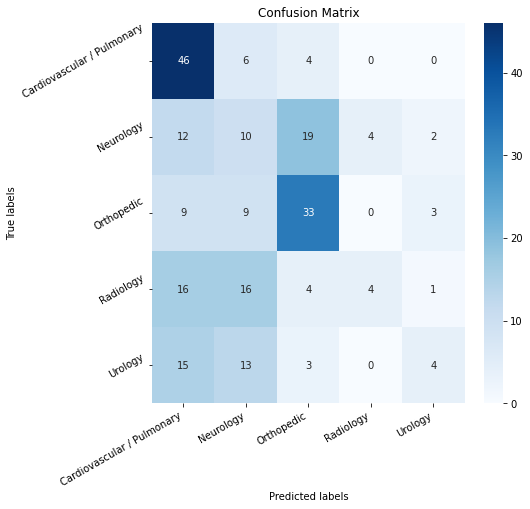 Confusion Matrix
True labels
Cardiovascular / Pulmonary
46 6 4 0 0
Neurology
12 10 19 4 2
Orthopedic
9 9 33 0 3
Radiology
16 16 4 4 1
Urology
15 13 3 0 4
Cardiovascular / Pulmonary
Neurology
Orthopedic
Radiology
Urology
Predicted labels
40
30
20
10
0